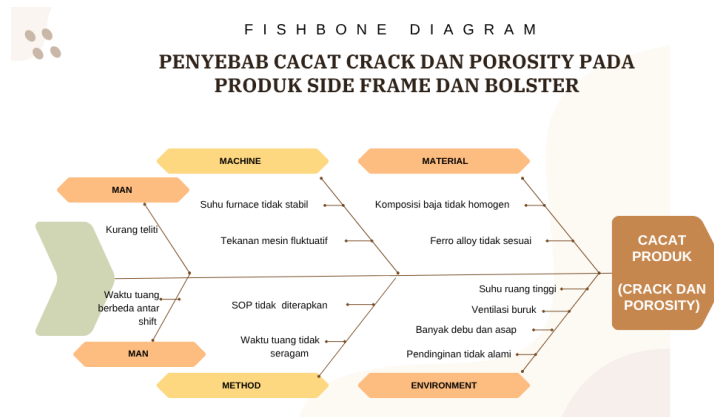 FISHBONE DIAGRAM
PENYEBAB CACAT CRACK DAN POROSITY PADA
PRODUK SIDE FRAME DAN BOLSTER
MACHINE
MATERIAL
MAN
Suhu furnace tidak stabil
Komposisi baja tidak homogen
Kurang teliti
Tekanan mesin fluktuatif
Ferro alloy tidak sesuai
CACAT
PRODUK
(CRACK DAN
POROSITY)
Waktu tuang
berbeda antar
shift
SOP tidak diterapkan
Waktu tuang tidak
seragam
Suhu ruang tinggi
Ventilasi buruk
Banyak debu dan asap
Pendinginan tidak alami
MAN
METHOD
ENVIRONMENT